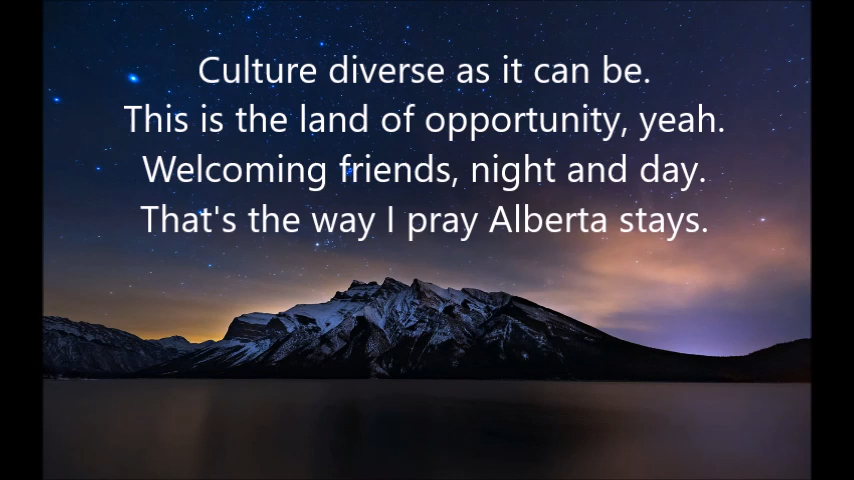 Culture diverse as it can be.
This is the land of opportunity, yeah.
Welcoming friends, night and day.
That's the way I pray Alberta stays.